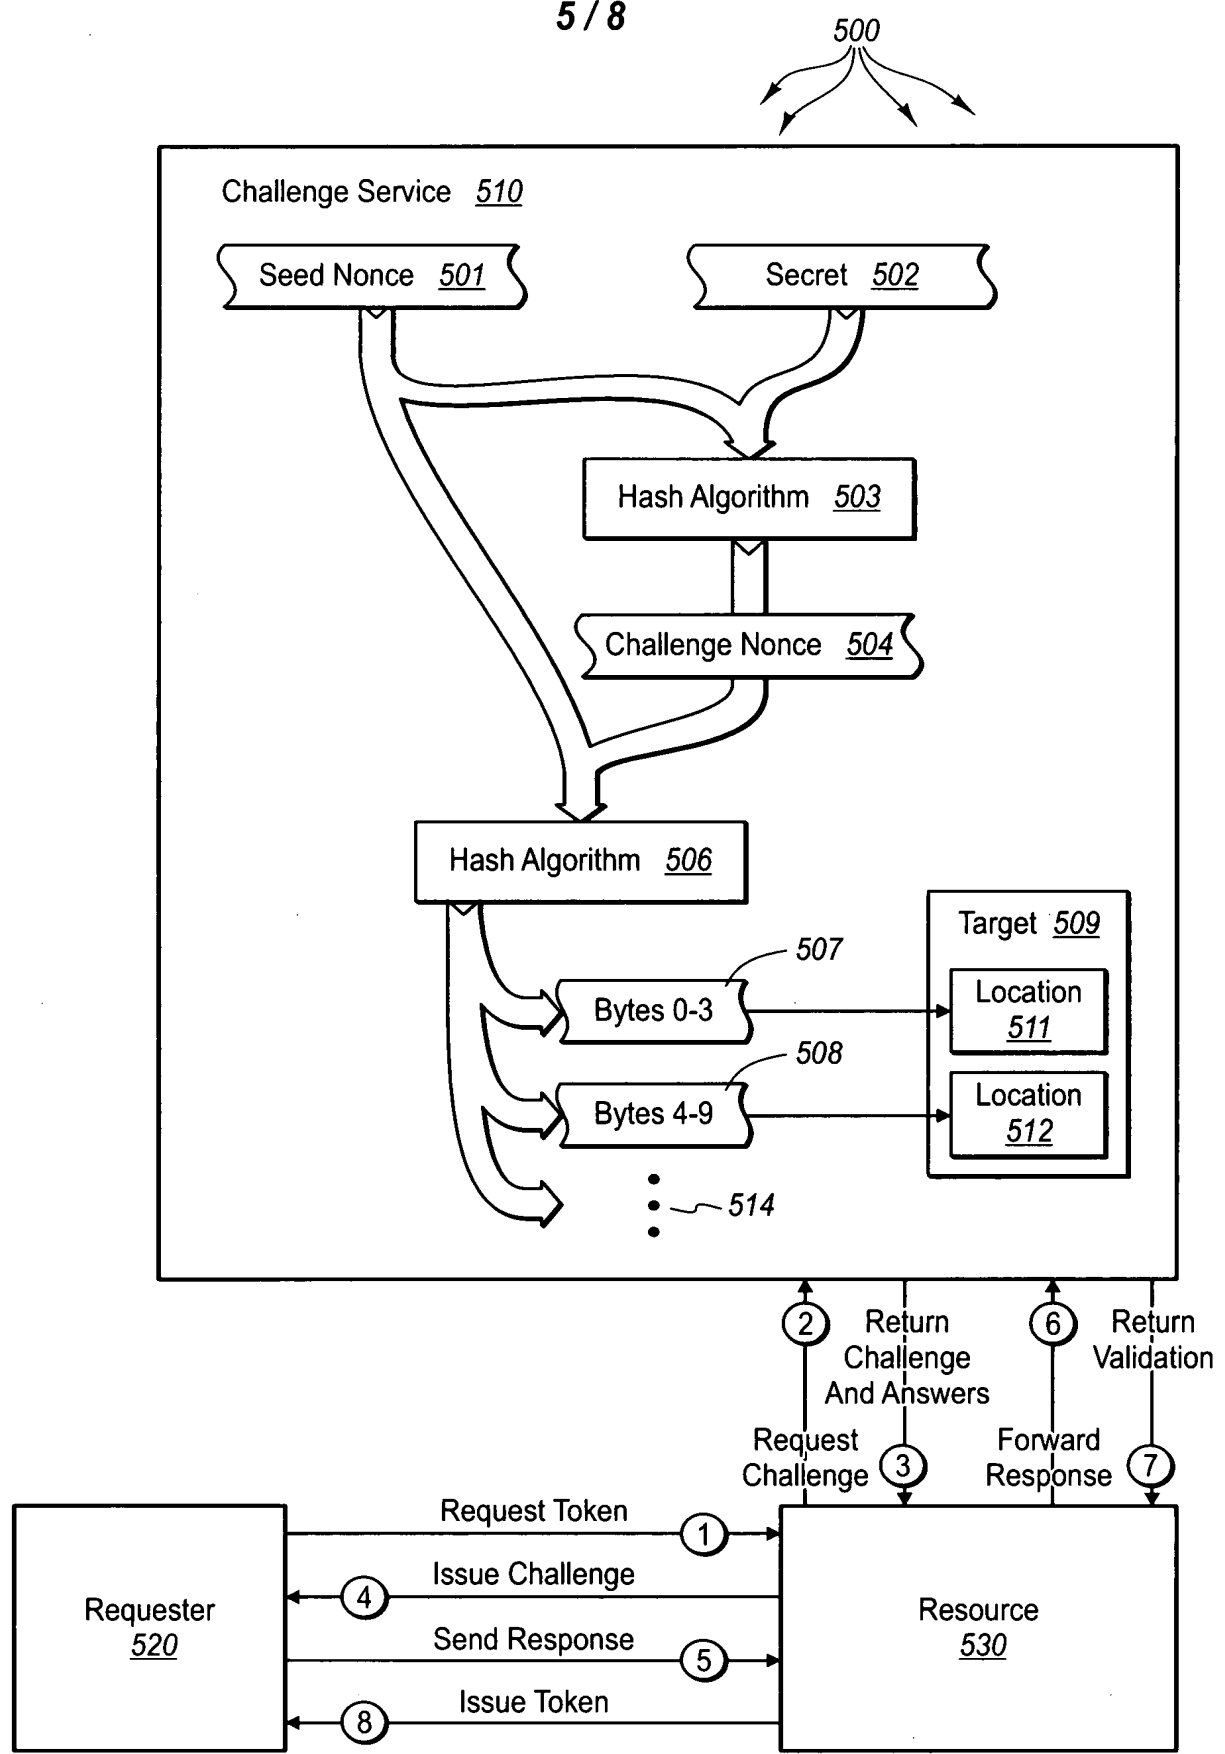 5 / 8
500
Challenge Service 510
Seed Nonce 501
Secret 502
Hash Algorithm 503
Challenge Nonce 504
Hash Algorithm 506
Target 509
507
Bytes 0-3
Location
511
508
Bytes 4-9
Location
512
514
2
Return
Challenge
And Answers
6
Return
Validation
Request
Challenge
3
Forward
Response
7
Request Token
1
Issue Challenge
4
Requester
520
Resource
530
Send Response
5
Issue Token
8